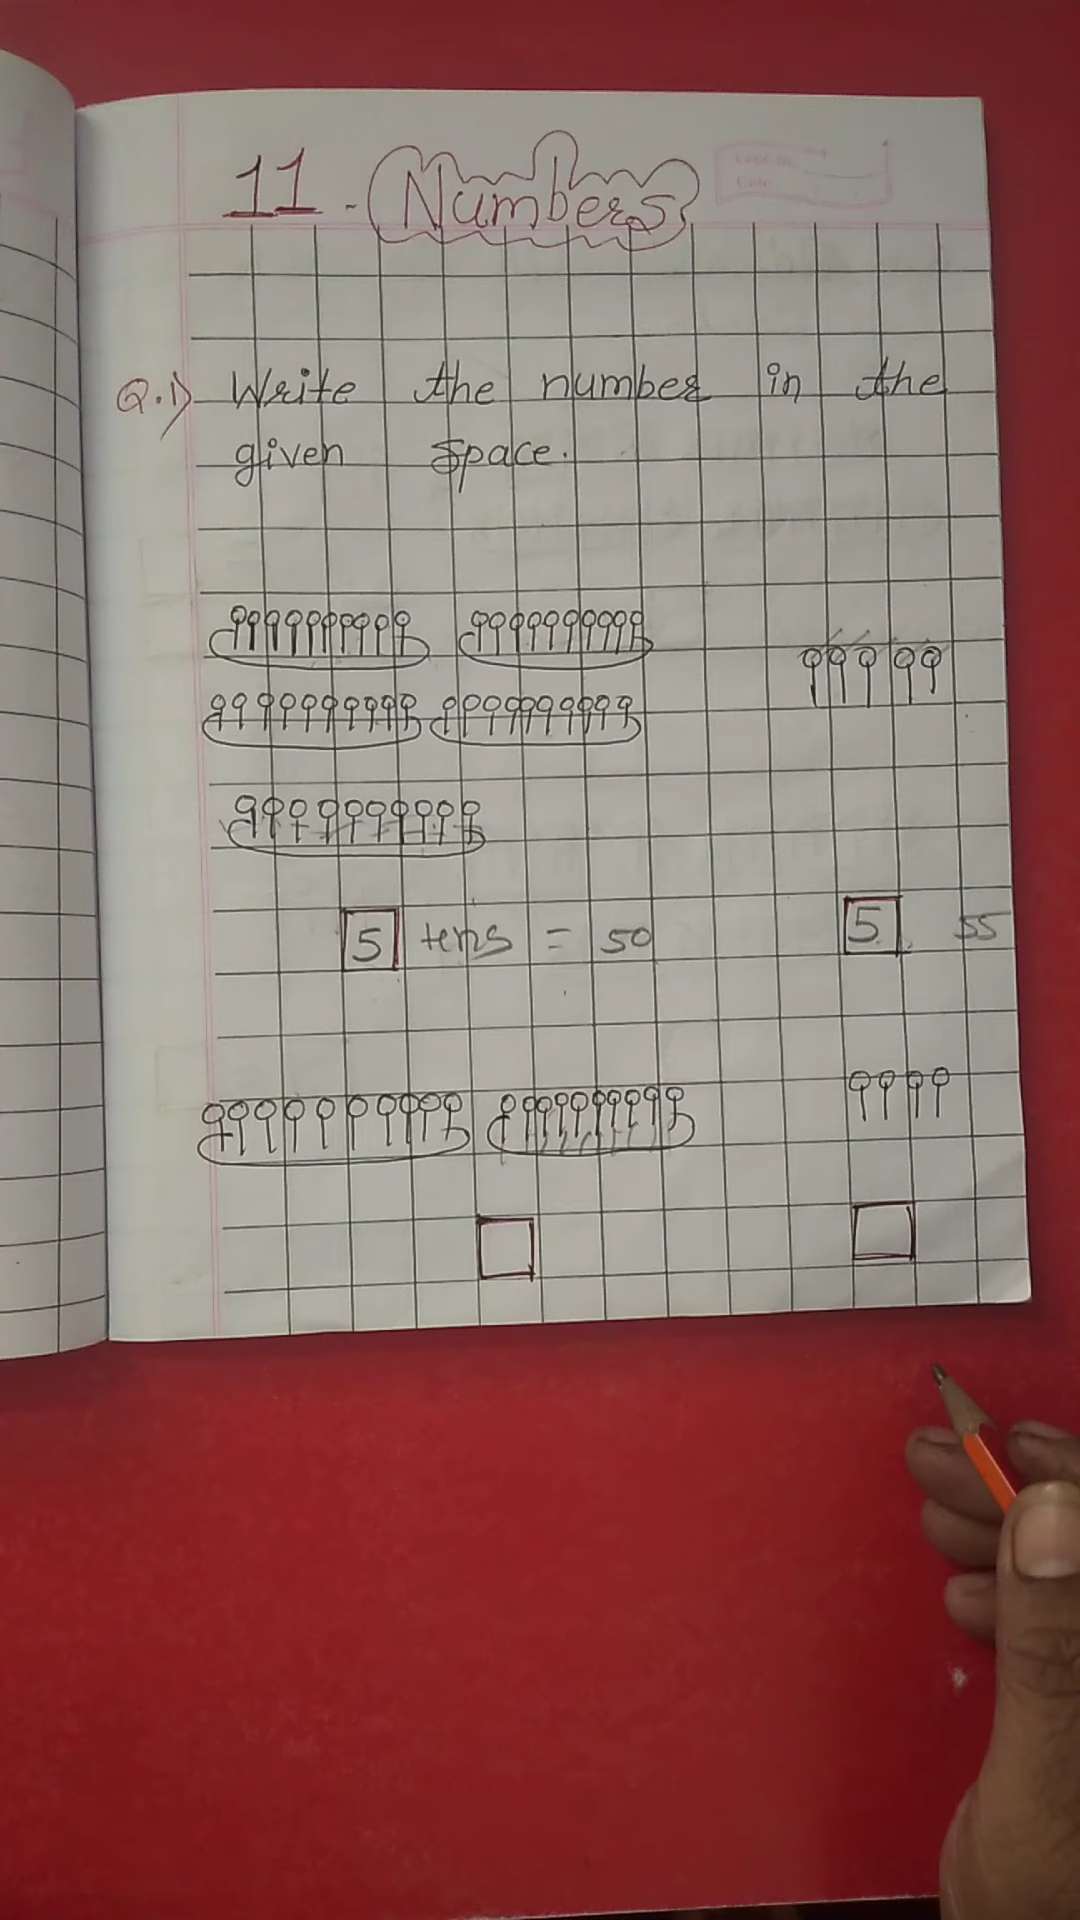 11. Numbers
Q.1) Write the number in the
given space.
5 tens = 50 5 55